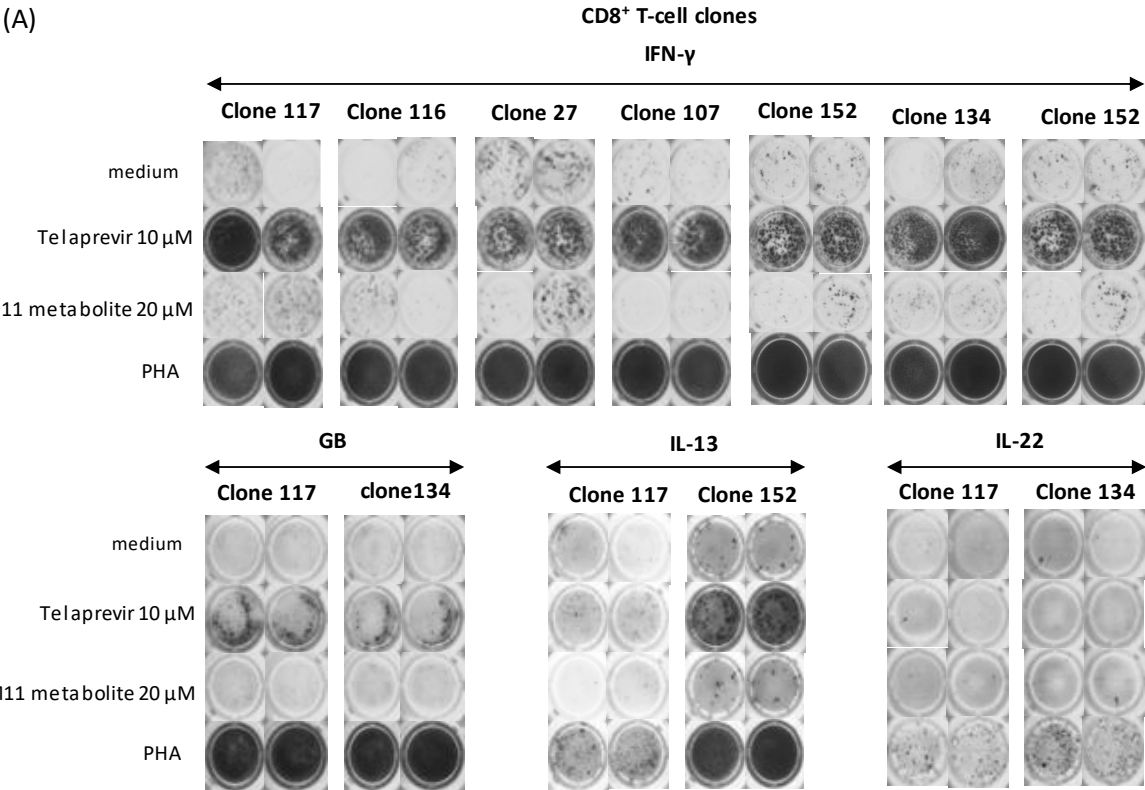 (A)
CD8⁺ T-cell clones
IFN-γ
Clone 117 Clone 116 Clone 27 Clone 107 Clone 152 Clone 134 Clone 152
medium
Telaprevir 10 μM
11 metabolite 20 μM
PHA
GB IL-13 IL-22
Clone 117 clone134 Clone 117 Clone 152 Clone 117 Clone 134
medium
Telaprevir 10 μM
11 metabolite 20 μM
PHA